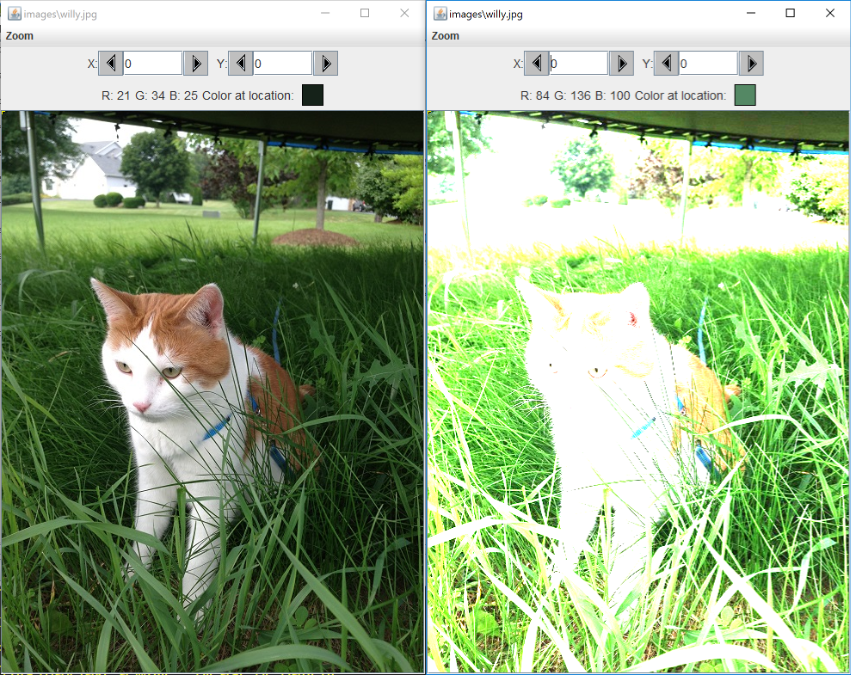 images\willy.jpg
Zoom
X: 0 Y: 0
R: 21 G: 34 B: 25 Color at location:
images\willy.jpg
Zoom
X: 0 Y: 0
R: 84 G: 136 B: 100 Color at location: